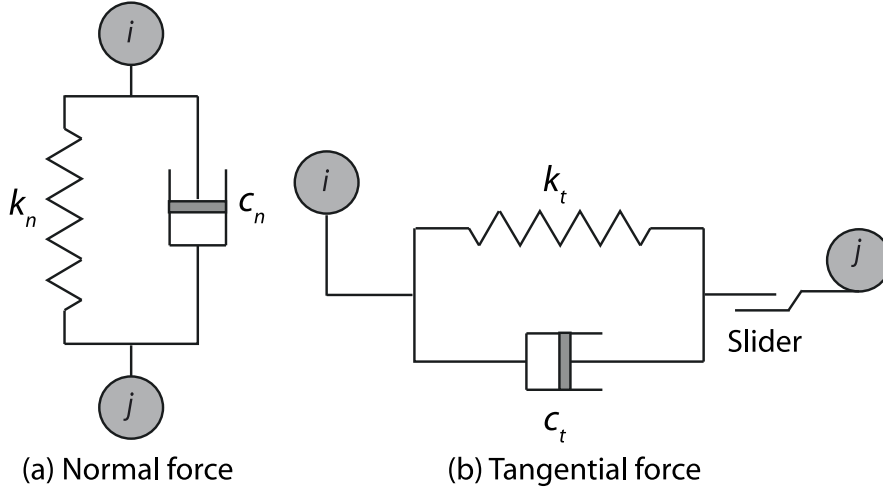 i
k_n
c_n
j
(a) Normal force
i
k_t
j
Slider
c_t
(b) Tangential force